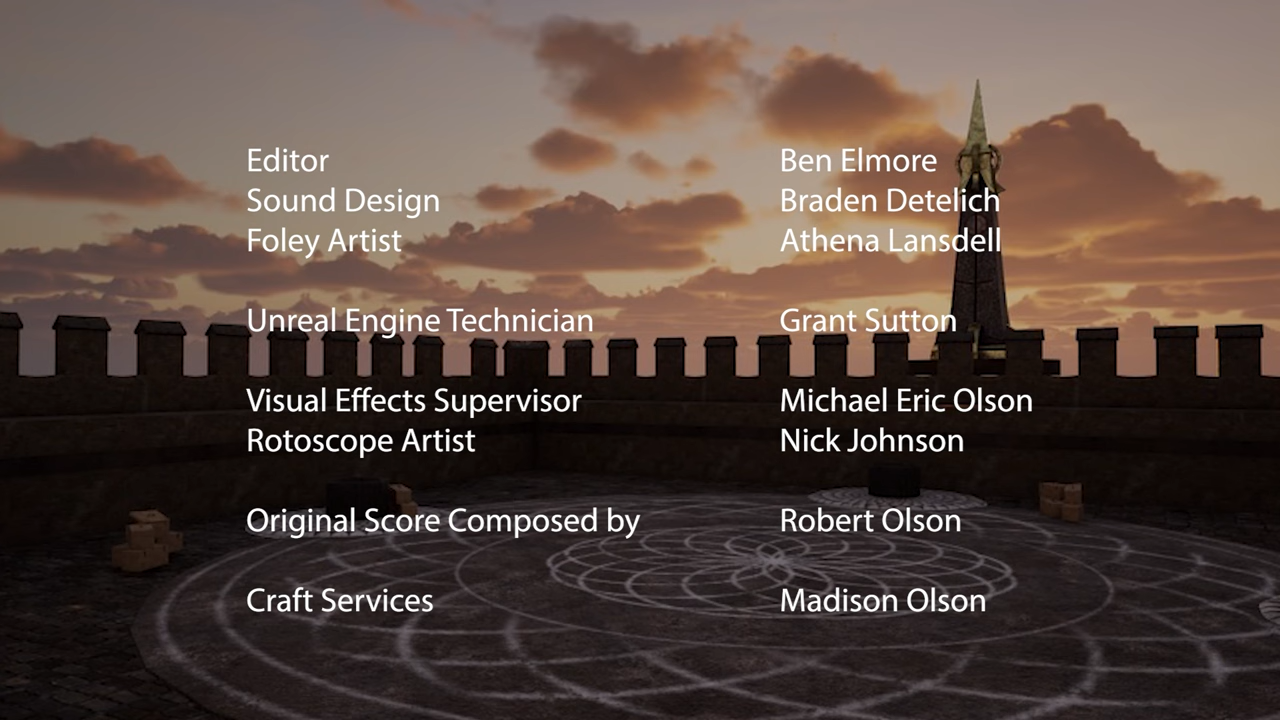 Editor Ben Elmore
Sound Design Braden Detelich
Foley Artist Athena Lansdell
Unreal Engine Technician Grant Sutton
Visual Effects Supervisor Michael Eric Olson
Rotoscope Artist Nick Johnson
Original Score Composed by Robert Olson
Craft Services Madison Olson